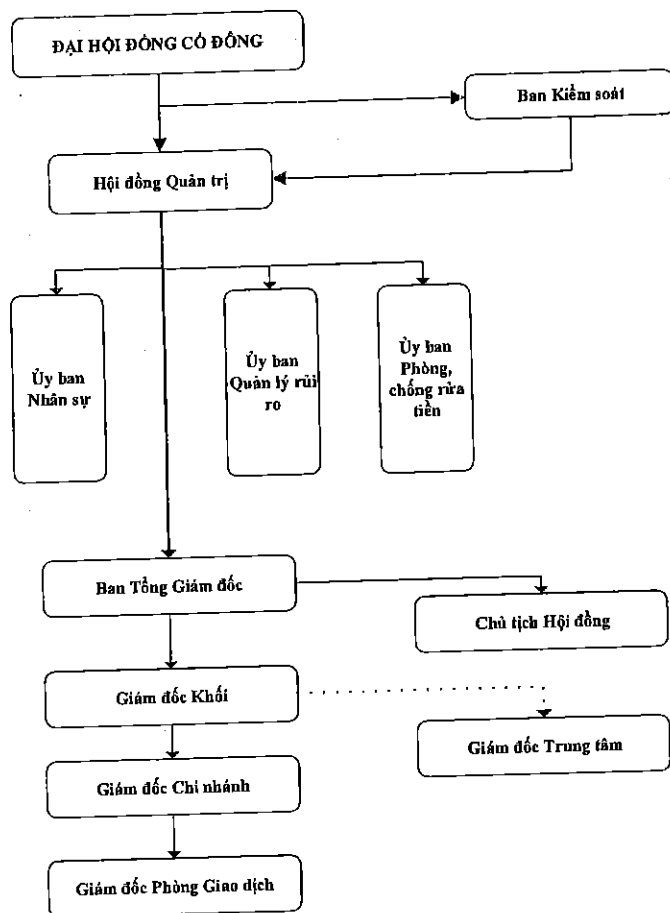 ĐẠI HỘI ĐỒNG CỔ ĐÔNG
Ban Kiểm soát
Hội đồng Quản trị
Ủy ban
Nhân sự
Ủy ban
Quản lý rủi
ro
Ủy ban
Phòng,
chống rửa
tiền
Ban Tổng Giám đốc
Chủ tịch Hội đồng
Giám đốc Khối
Giám đốc Trung tâm
Giám đốc Chi nhánh
Giám đốc Phòng Giao dịch